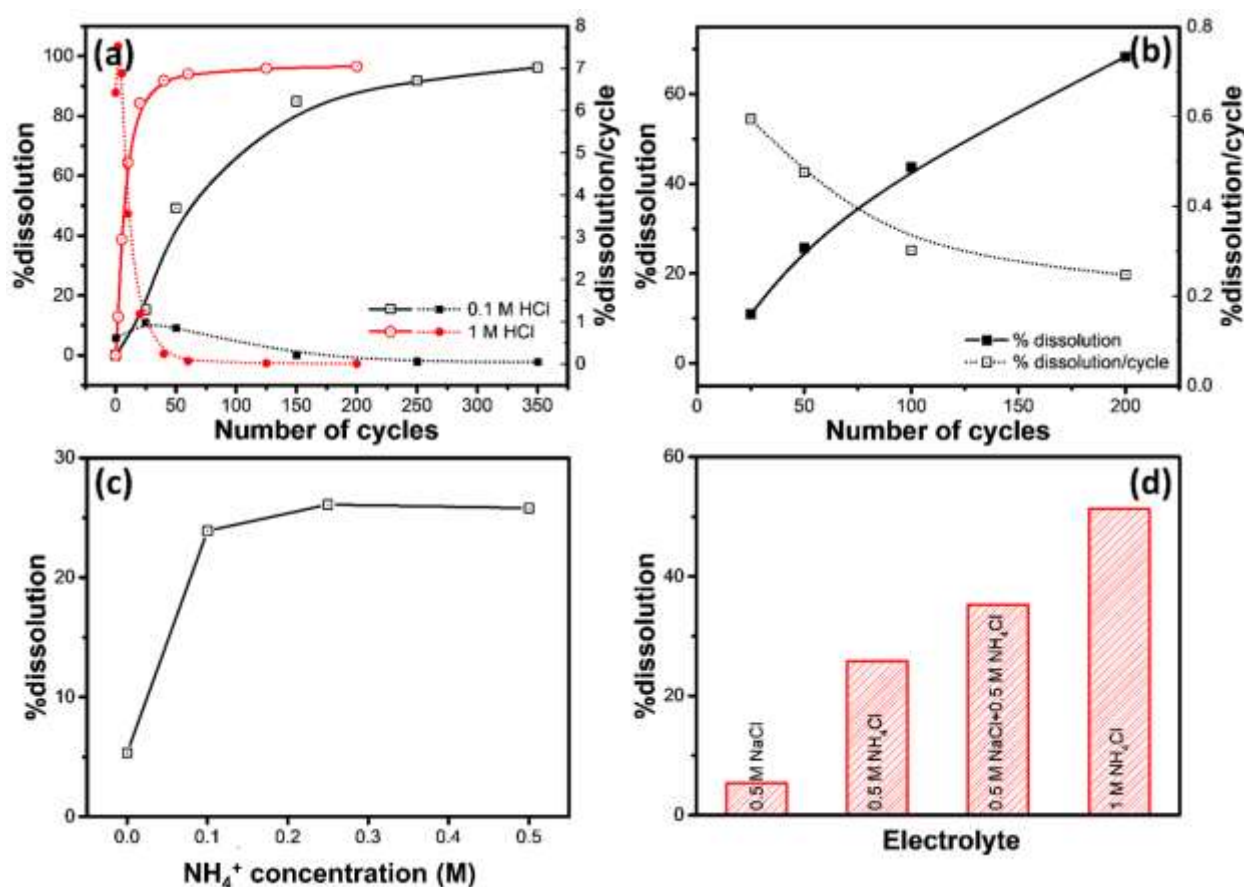 (a)
%dissolution
100
80
60
40
20
0
8
7
6
5
4
3
2
1
0
%dissolution/cycle
0.1 M HCl
1 M HCl
0 50 100 150 200 250 300 350
Number of cycles
(b)
%dissolution
60
40
20
0
0.8
0.6
0.4
0.2
0.0
%dissolution/cycle
% dissolution
% dissolution/cycle
0 50 100 150 200
Number of cycles
(c)
%dissolution
30
20
10
0
0.0 0.1 0.2 0.3 0.4 0.5
NH₄⁺ concentration (M)
(d)
%dissolution
60
40
20
0
0.5 M NaCl
0.5 M NH₄Cl
0.5 M NaCl+0.5 M NH₄Cl
1 M NH₄Cl
Electrolyte